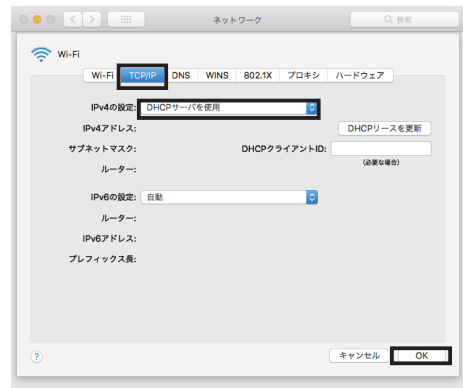 ネットワーク
検索
Wi-Fi
Wi-Fi TCP/IP DNS WINS 802.1X プロキシ ハードウェア
IPv4の設定: DHCPサーバを使用
IPv4アドレス: DHCPリースを更新
サブネットマスク: DHCPクライアントID:
ルーター: (必要な場合)
IPv6の設定: 自動
ルーター:
IPv6アドレス:
プレフィックス長:
? キャンセル OK